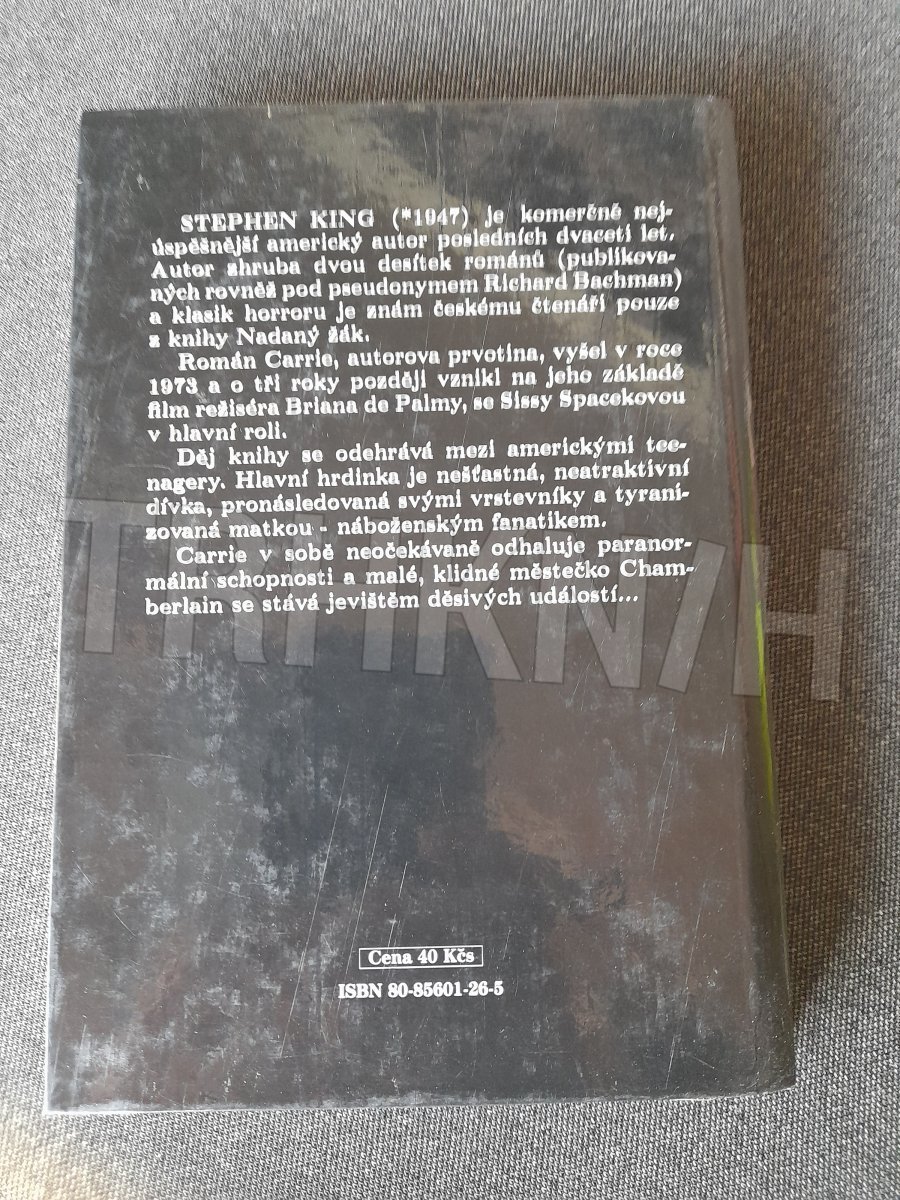 STEPHEN KING (*1947) je komerčně nej-
úspěšnější americký autor posledních dvaceti let.
Autor zhruba dvou desítek románů (publikova-
ných rovněž pod pseudonymem Richard Bachman)
a klasik horroru je znám českému čtenáři pouze
z knihy Nadaný žák.
Román Carrie, autorova prvotina, vyšel v roce
1973 a o tři roky později vznikl na jeho základě
film režiséra Briana de Palmy, se Sissy Spacekovou
v hlavní roli.
Děj knihy se odehrává mezi americkými tee-
nagery. Hlavní hrdinka je nešťastná, neatraktivní
dívka, pronásledovaná svými vrstevníky a tyrani-
zovaná matkou - náboženským fanatikem.
Carrie v sobě neočekávaně odhaluje paranor-
mální schopnosti a malé, klidné městečko Cham-
berlain se stává jevištěm děsivých událostí...
TRHKNIH
Cena 40 Kčs
ISBN 80-85601-26-5